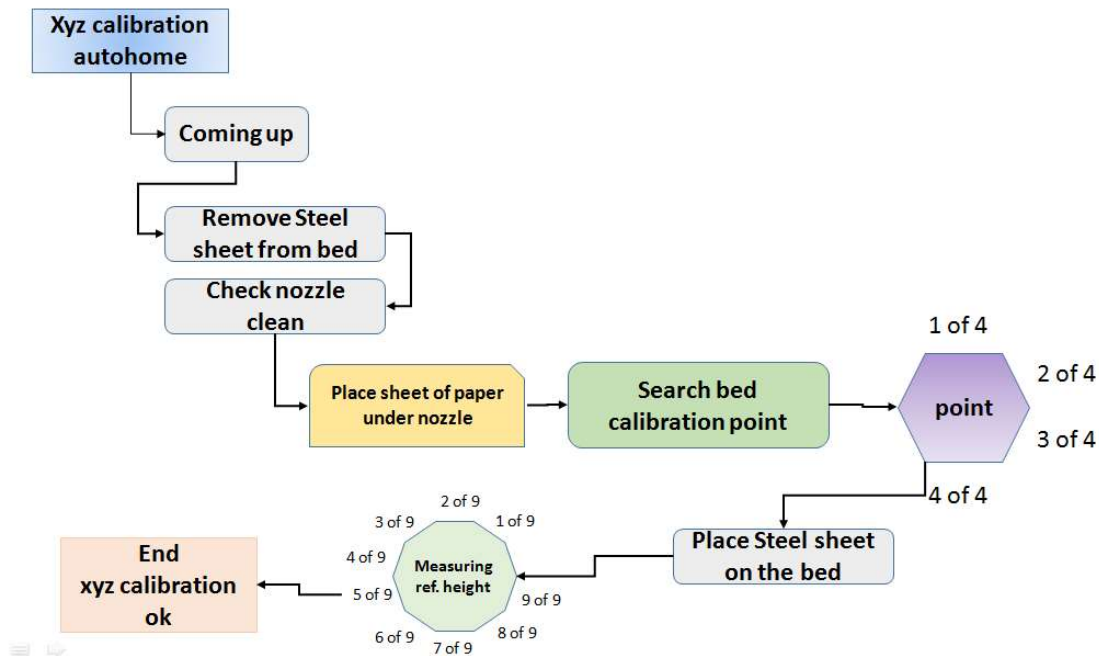 Xyz calibration
autohome
Coming up
Remove Steel
sheet from bed
Check nozzle
clean
Place sheet of paper
under nozzle
Search bed
calibration point
point
1 of 4
2 of 4
3 of 4
4 of 4
Place Steel sheet
on the bed
Measuring
ref. height
1 of 9
2 of 9
3 of 9
4 of 9
5 of 9
6 of 9
7 of 9
8 of 9
9 of 9
End
xyz calibration
ok